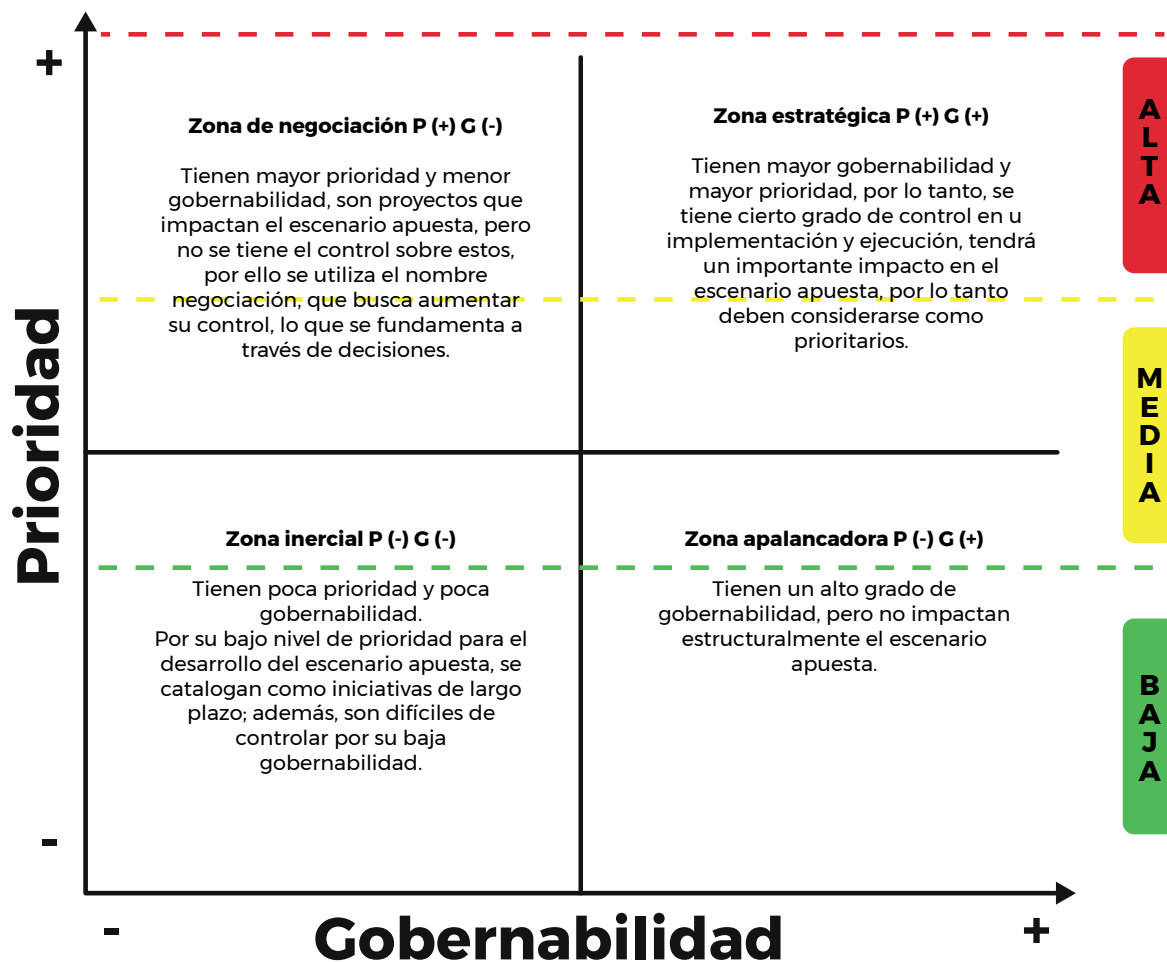 +
Prioridad
-
Zona de negociación P (+) G (-)
Tienen mayor prioridad y menor
gobernabilidad, son proyectos que
impactan el escenario apuesta, pero
no se tiene el control sobre estos,
por ello se utiliza el nombre
negociación, que busca aumentar
su control, lo que se fundamenta a
través de decisiones.
Zona estratégica P (+) G (+)
Tienen mayor gobernabilidad y
mayor prioridad, por lo tanto, se
tiene cierto grado de control en u
implementación y ejecución, tendrá
un importante impacto en el
escenario apuesta, por lo tanto
deben considerarse como
prioritarios.
Zona inercial P (-) G (-)
Tienen poca prioridad y poca
gobernabilidad.
Por su bajo nivel de prioridad para el
desarrollo del escenario apuesta, se
catalogan como iniciativas de largo
plazo; además, son difíciles de
controlar por su baja
gobernabilidad.
Zona apalancadora P (-) G (+)
Tienen un alto grado de
gobernabilidad, pero no impactan
estructuralmente el escenario
apuesta.
ALTA
MEDIA
BAJA
-
Gobernabilidad
+